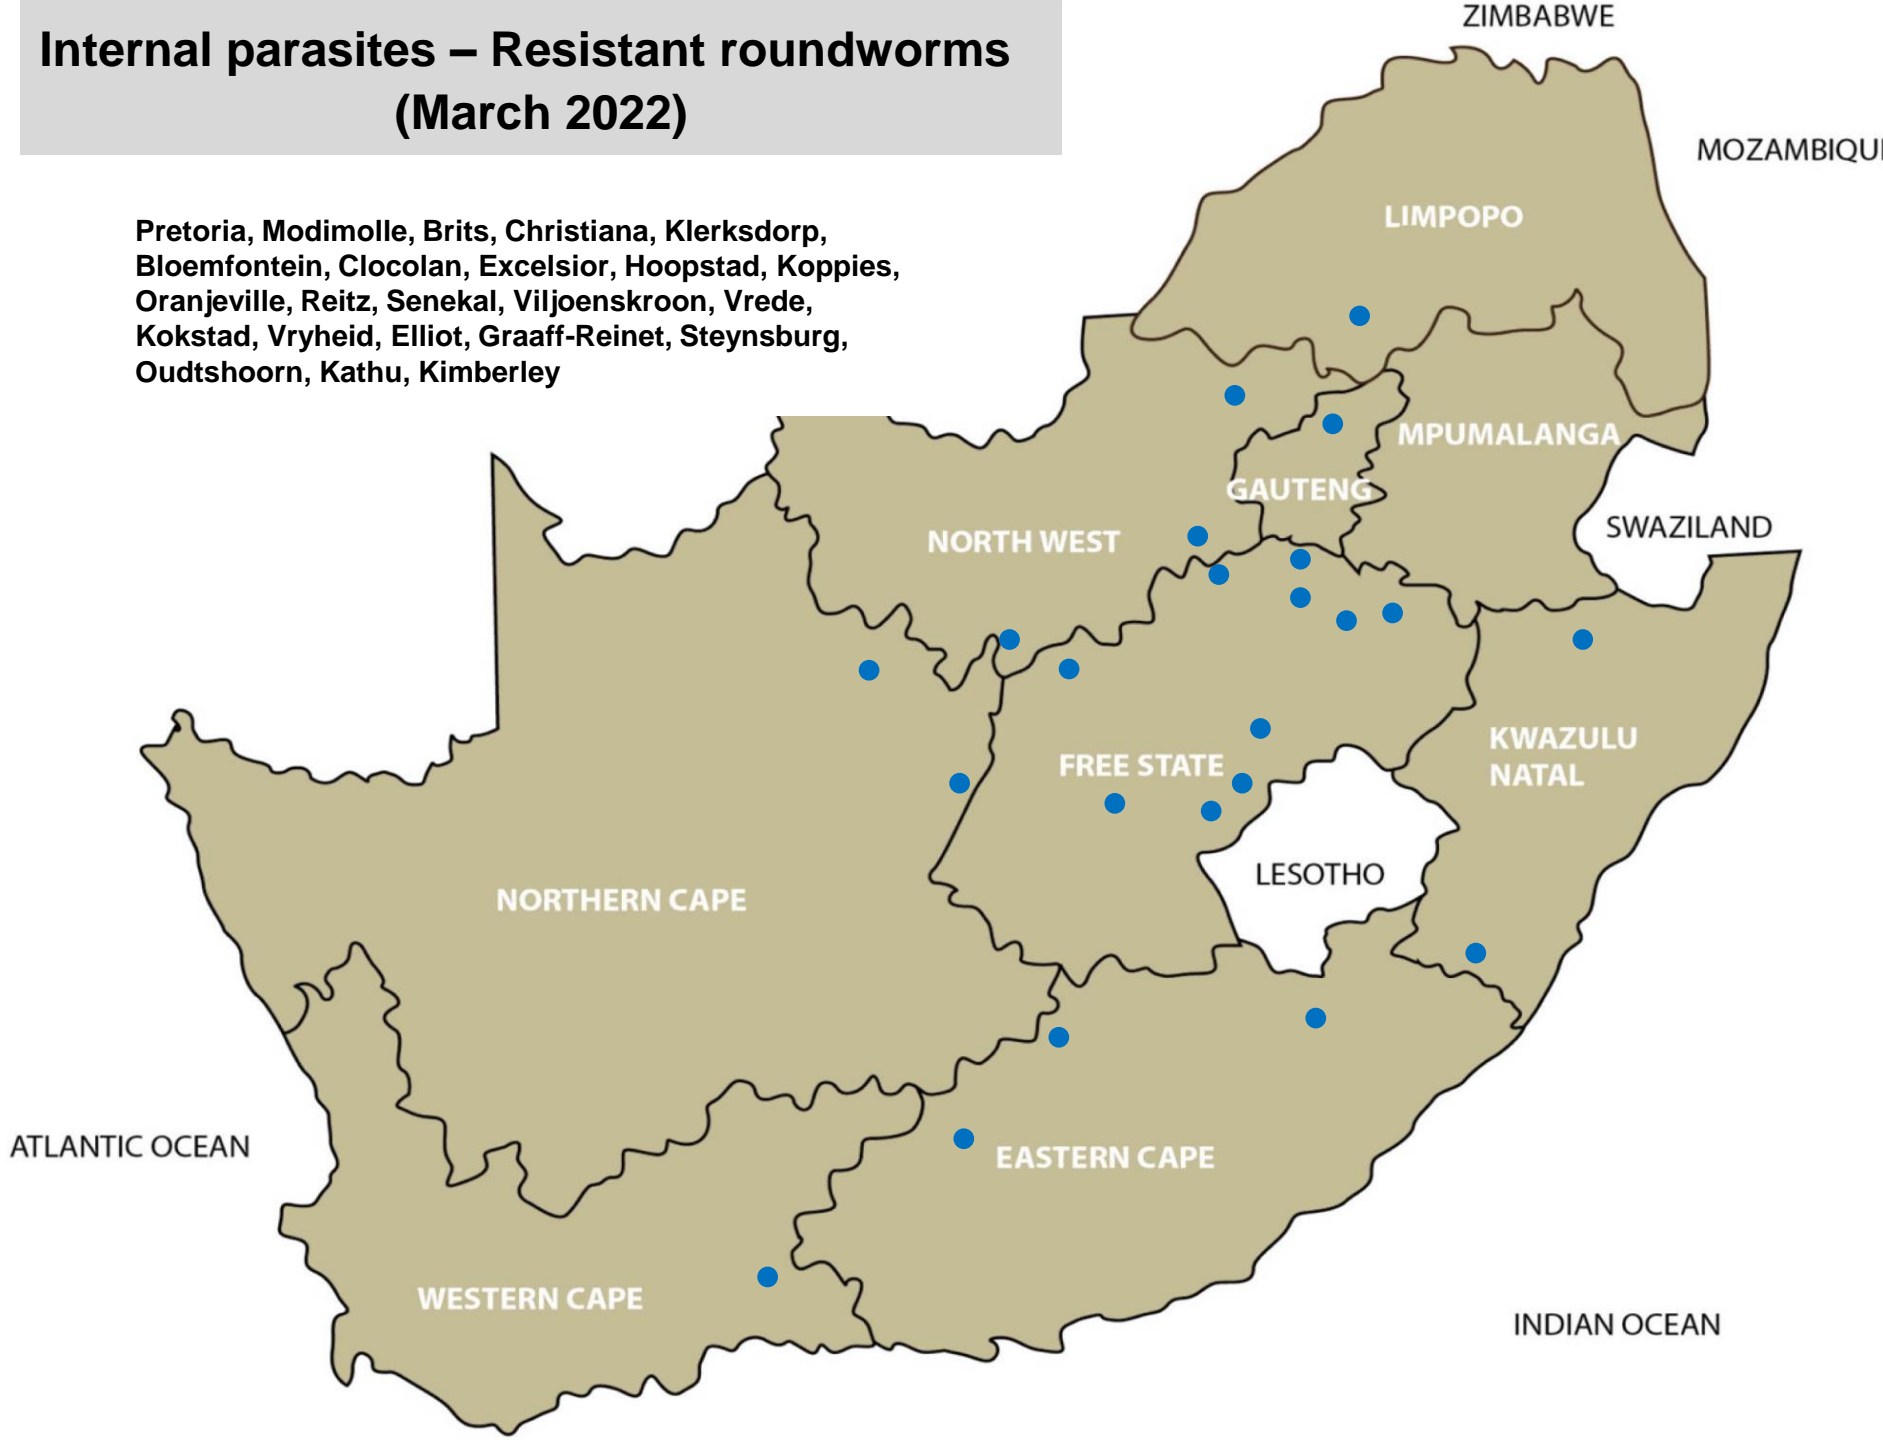 Internal parasites – Resistant roundworms
(March 2022)
Pretoria, Modimolle, Brits, Christiana, Klerksdorp,
Bloemfontein, Clocolan, Excelsior, Hoopstad, Koppies,
Oranjeville, Reitz, Senekal, Viljoenskroon, Vrede,
Kokstad, Vryheid, Elliot, Graaff-Reinet, Steynsburg,
Oudtshoorn, Kathu, Kimberley
ZIMBABWE
MOZAMBIQUE
LIMPOPO
MPUMALANGA
GAUTENG
SWAZILAND
NORTH WEST
KWAZULU
NATAL
FREE STATE
LESOTHO
NORTHERN CAPE
ATLANTIC OCEAN
EASTERN CAPE
WESTERN CAPE
INDIAN OCEAN